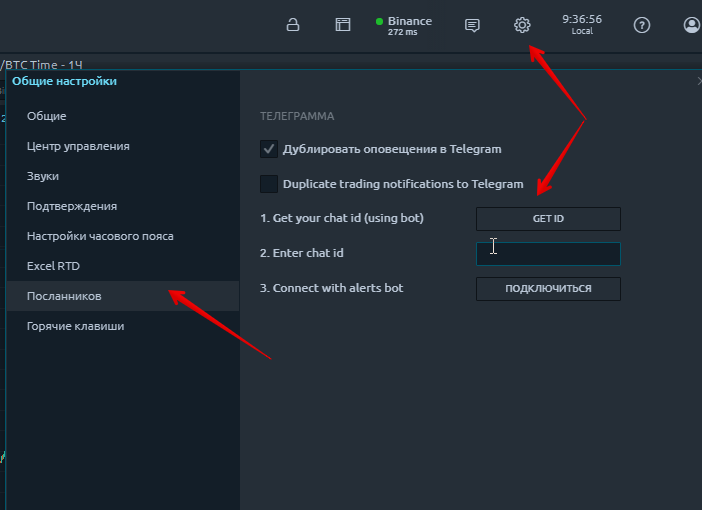 Binance
272 ms
9:36:56
Local
/BTC Time - 1Ч
Общие настройки
Общие
Центр управления
Звуки
Подтверждения
Настройки часового пояса
Excel RTD
Посланников
Горячие клавиши
ТЕЛЕГРАММА
Дублировать оповещения в Telegram
Duplicate trading notifications to Telegram
1. Get your chat id (using bot)
GET ID
2. Enter chat id
3. Connect with alerts bot
ПОДКЛЮЧИТЬСЯ